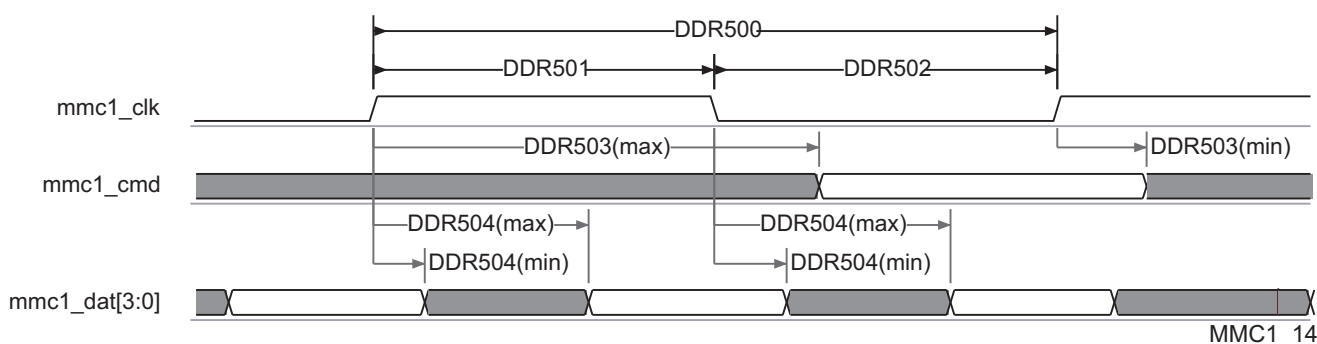 DDR500
DDR501 DDR502
mmc1_clk
DDR503(max) DDR503(min)
mmc1_cmd
DDR504(max) DDR504(max)
DDR504(min) DDR504(min)
mmc1_dat[3:0]
MMC1_14